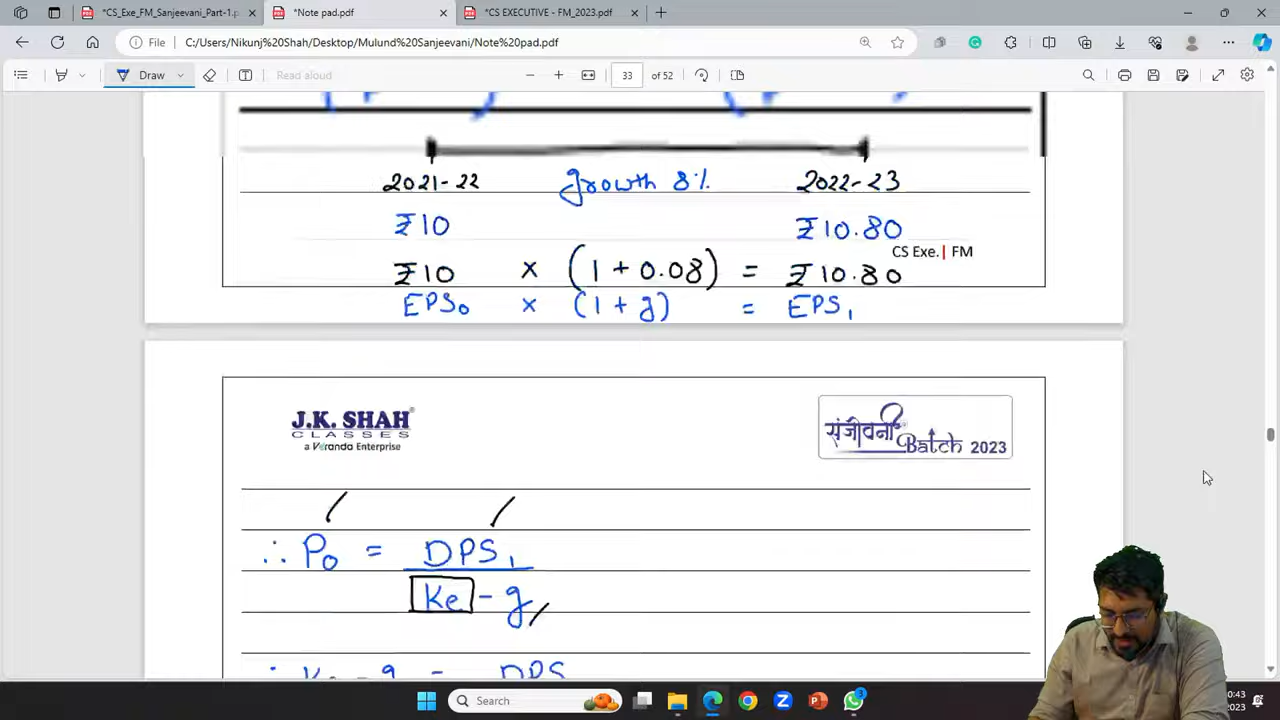 *CS_Exe_FM_Sanjeevani_Part-1.p
*Note pad.pdf
*CS EXECUTIVE - FM_2023.pdf
File C:/Users/Nikunj%20Shah/Desktop/Mulund%20Sanjeevani/Note%20pad.pdf
Draw
Read aloud
33 of 52
2021-22 growth 8% 2022-23
₹10 ₹10.80
CS Exe.| FM
₹10 × (1 + 0.08) = ₹10.80
EPS₀ × (1 + g) = EPS₁
J.K. SHAH
CLASSES
a Veranda Enterprise
संजीवनी
Batch 2023
∴ P₀ = DPS₁
Ke - g
∴ Ke - g = DPS
Search
3
0:43
2023